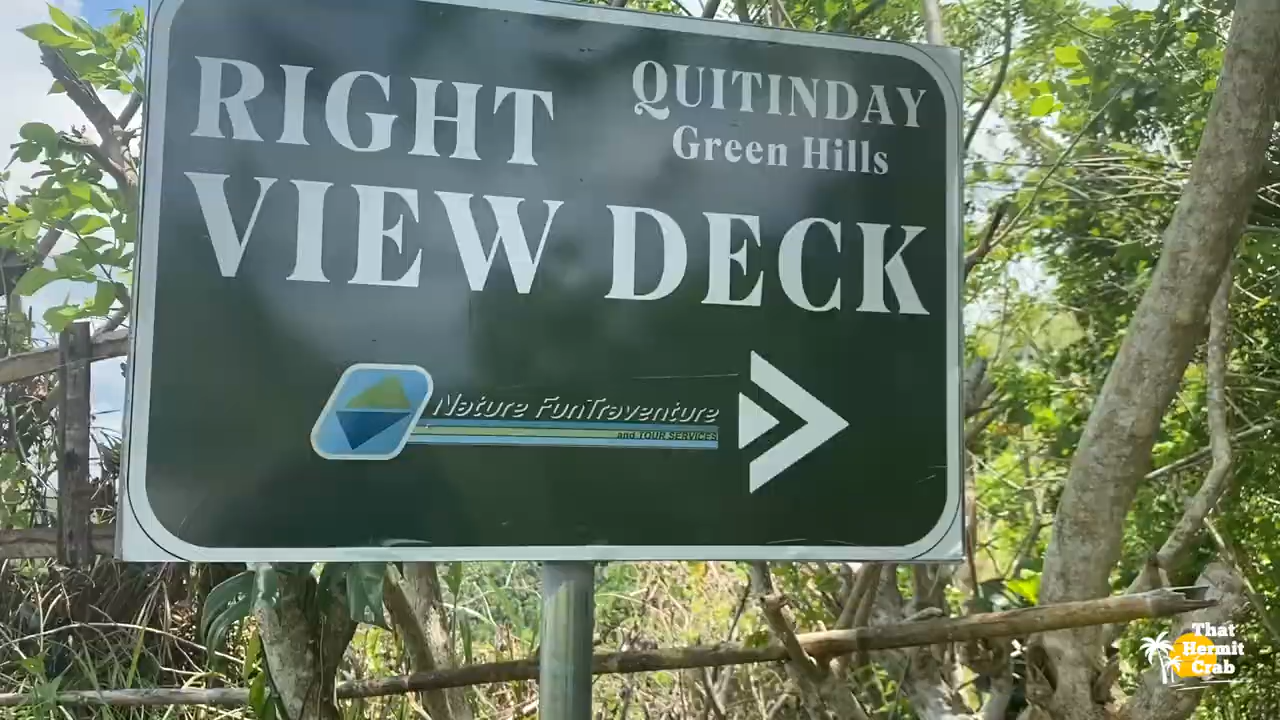 RIGHT
QUITINDAY
Green Hills
VIEW DECK
Nature FunTraventure
and TOUR SERVICES
That
Hermit
Crab